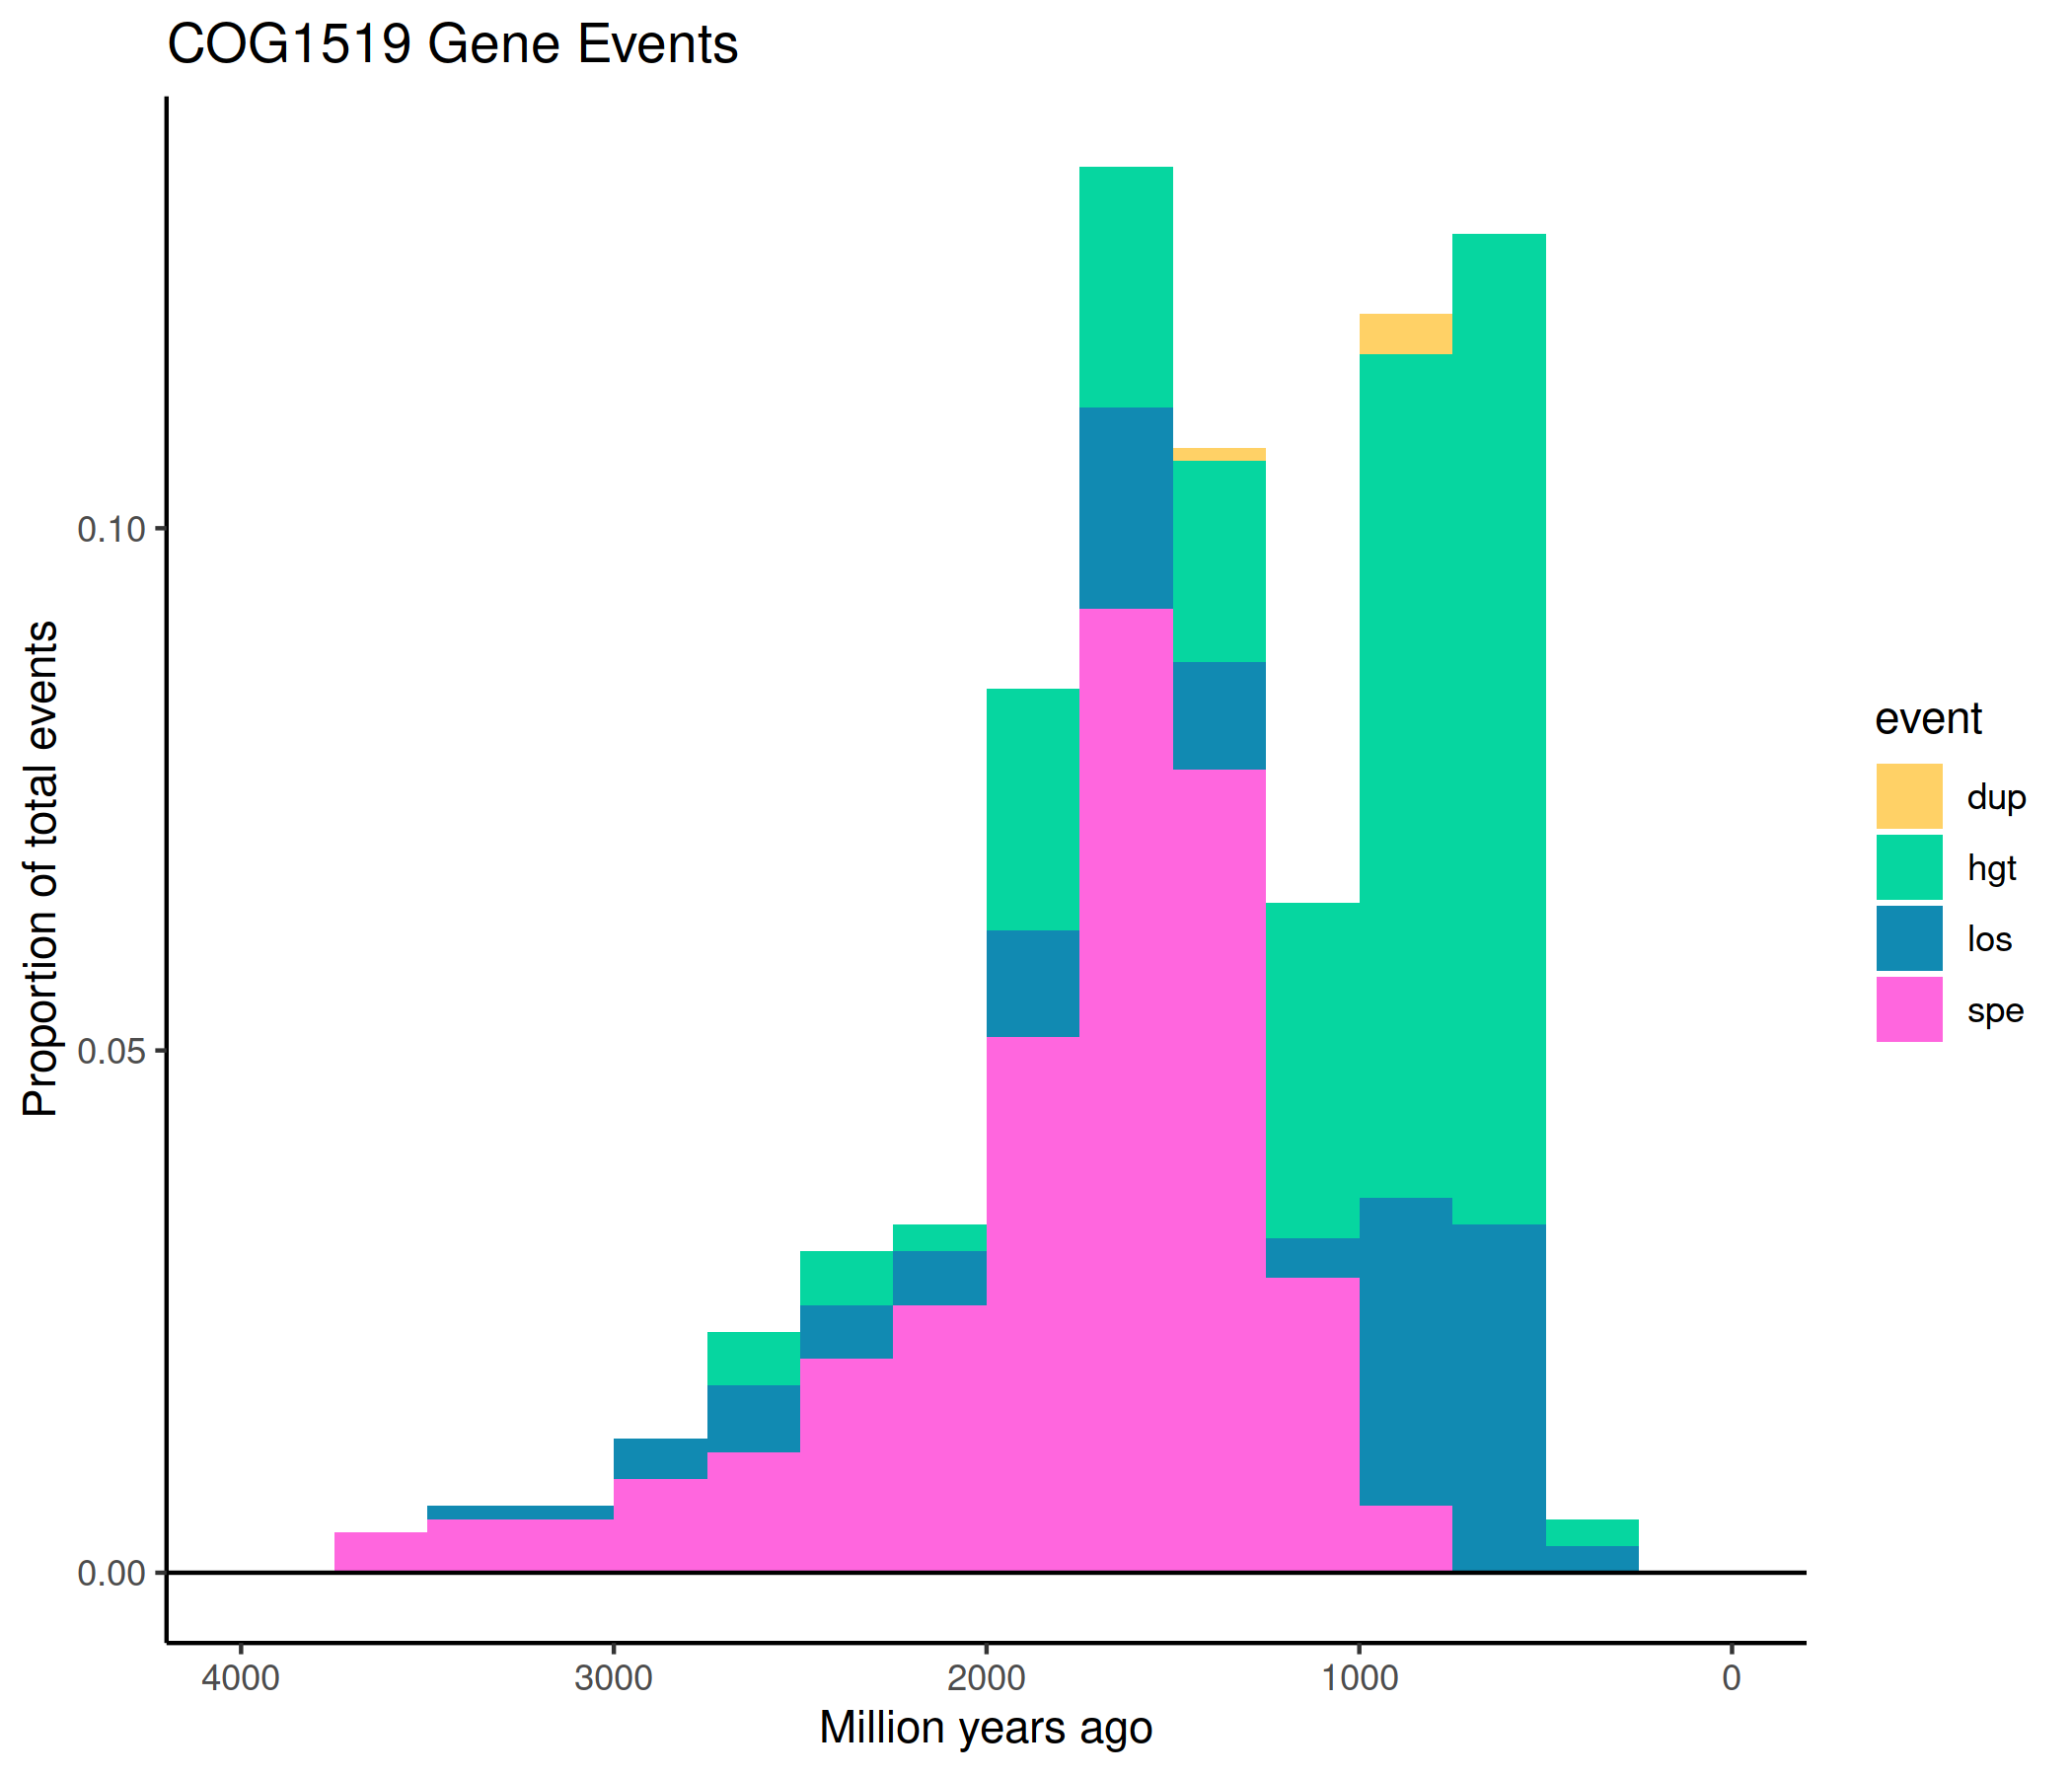 COG1519 Gene Events
Proportion of total events
0.10
0.05
0.00
4000 3000 2000 1000 0
Million years ago
event
dup
hgt
los
spe